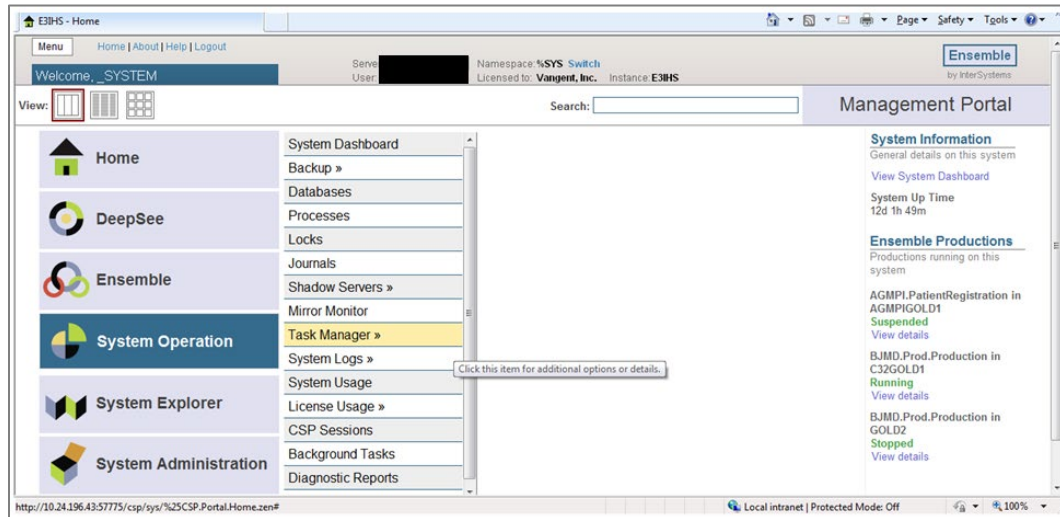 E3IHS - Home
Page Safety Tools
Menu Home | About | Help | Logout
Serve Namespace: %SYS Switch
User: Licensed to: Vangent, Inc. Instance: E3IHS
Welcome, _SYSTEM
Ensemble
by InterSystems
View: Search: Management Portal
Home
DeepSee
Ensemble
System Operation
System Explorer
System Administration
System Dashboard
Backup »
Databases
Processes
Locks
Journals
Shadow Servers »
Mirror Monitor
Task Manager »
System Logs »
System Usage
License Usage »
CSP Sessions
Background Tasks
Diagnostic Reports
Click this item for additional options or details.
System Information
General details on this system
View System Dashboard
System Up Time
12d 1h 49m
Ensemble Productions
Productions running on this
system
AGMPI.PatientRegistration in
AGMPIGOLD1
Suspended
View details
BJMD.Prod.Production in
C32GOLD1
Running
View details
BJMD.Prod.Production in
GOLD2
Stopped
View details
http://10.24.196.43:57775/csp/sys/%25CSP.Portal.Home.zen# Local intranet | Protected Mode: Off 100%